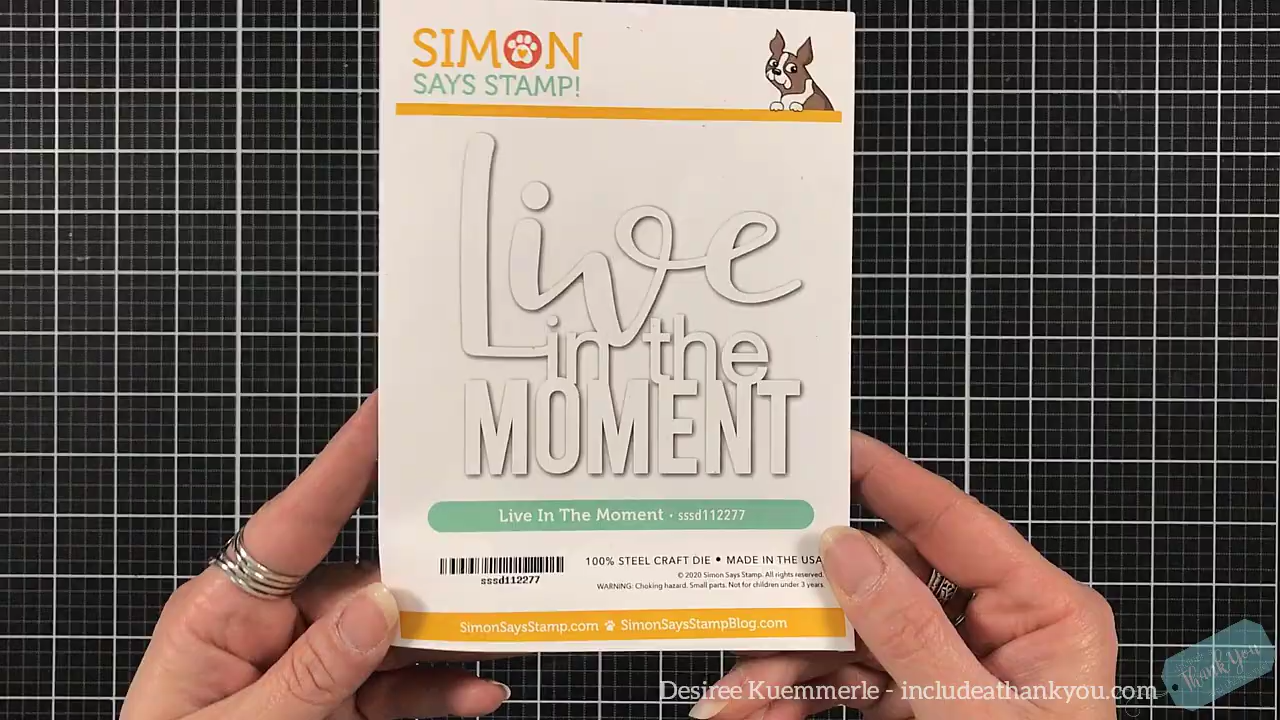 SIMON
SAYS STAMP!
Live
in the
MOMENT
Live In The Moment • sssd112277
sssd112277
100% STEEL CRAFT DIE • MADE IN THE USA
© 2020 Simon Says Stamp. All rights reserved.
WARNING: Choking hazard. Small parts. Not for children under 3 years
SimonSaysStamp.com SimonSaysStampBlog.com
Desiree Kuemmerle - includeathankyou.com
Thank You